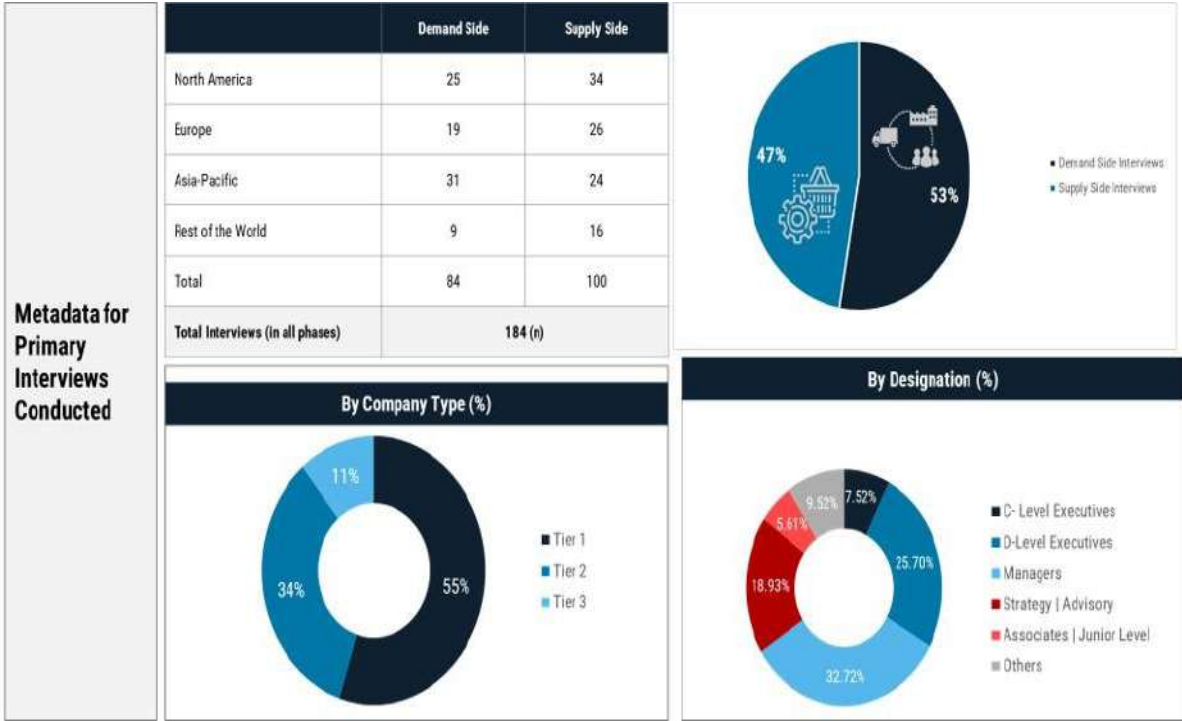 Metadata for
Primary
Interviews
Conducted
Demand Side Supply Side
North America 25 34
Europe 19 26
Asia-Pacific 31 24
Rest of the World 9 16
Total 84 100
Total Interviews (in all phases) 184 (n)
47%
53%
Demand Side Interviews
Supply Side Interviews
By Company Type (%)
11%
34%
55%
Tier 1
Tier 2
Tier 3
By Designation (%)
9.52%
7.52%
5.61%
25.70%
18.93%
32.72%
C- Level Executives
D-Level Executives
Managers
Strategy | Advisory
Associates | Junior Level
Others